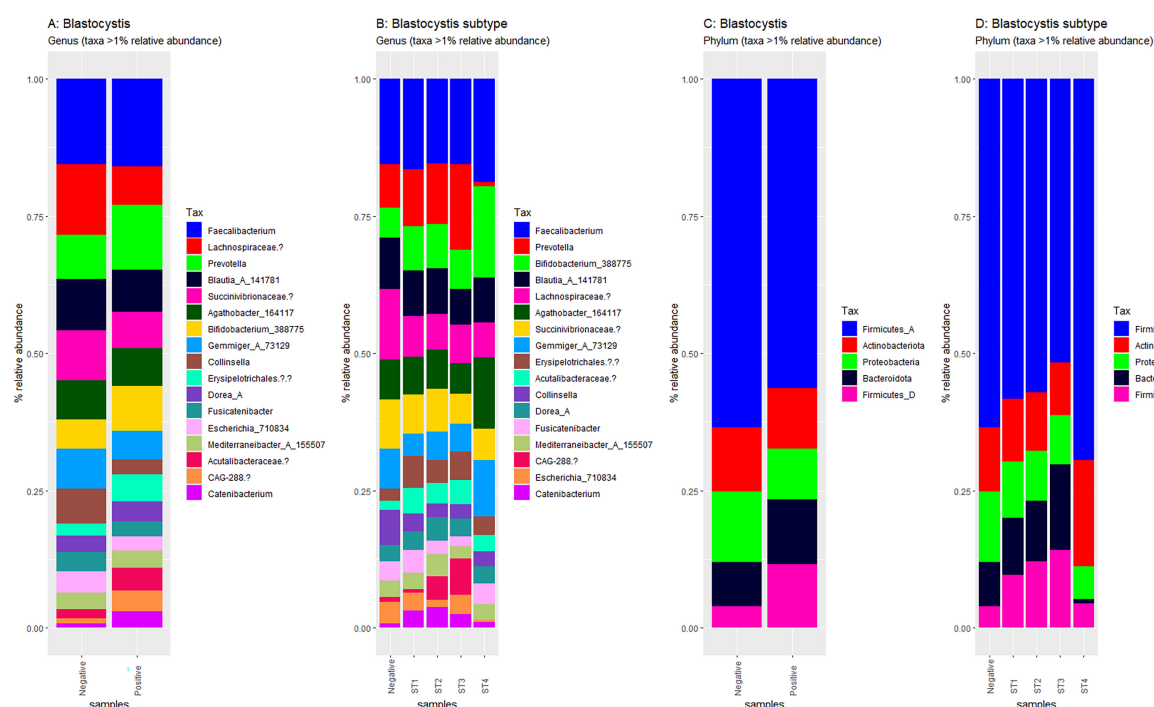 A: Blastocystis
Genus (taxa >1% relative abundance)
% relative abundance
1.00
0.75
0.50
0.25
0.00
Negative
Positive
samples
Tax
Faecalibacterium
Lachnospiraceae.?
Prevotella
Blautia_A_141781
Succinivibrionaceae.?
Agathobacter_164117
Bifidobacterium_388775
Gemmiger_A_73129
Collinsella
Erysipelotrichales.?.?
Dorea_A
Fusicatenibacter
Escherichia_710834
Mediterraneibacter_A_155507
Acutalibacteraceae.?
CAG-288.?
Catenibacterium
B: Blastocystis subtype
Genus (taxa >1% relative abundance)
% relative abundance
1.00
0.75
0.50
0.25
0.00
Negative
ST1
ST2
ST3
ST4
samples
Tax
Faecalibacterium
Prevotella
Bifidobacterium_388775
Blautia_A_141781
Lachnospiraceae.?
Agathobacter_164117
Succinivibrionaceae.?
Gemmiger_A_73129
Erysipelotrichales.?.?
Acutalibacteraceae.?
Collinsella
Dorea_A
Fusicatenibacter
Mediterraneibacter_A_155507
CAG-288.?
Escherichia_710834
Catenibacterium
C: Blastocystis
Phylum (taxa >1% relative abundance)
% relative abundance
1.00
0.75
0.50
0.25
0.00
Negative
Positive
samples
Tax
Firmicutes_A
Actinobacteriota
Proteobacteria
Bacteroidota
Firmicutes_D
D: Blastocystis subtype
Phylum (taxa >1% relative abundance)
% relative abundance
1.00
0.75
0.50
0.25
0.00
Negative
ST1
ST2
ST3
ST4
samples
Tax
Firmi
Actin
Prote
Bacte
Firmi